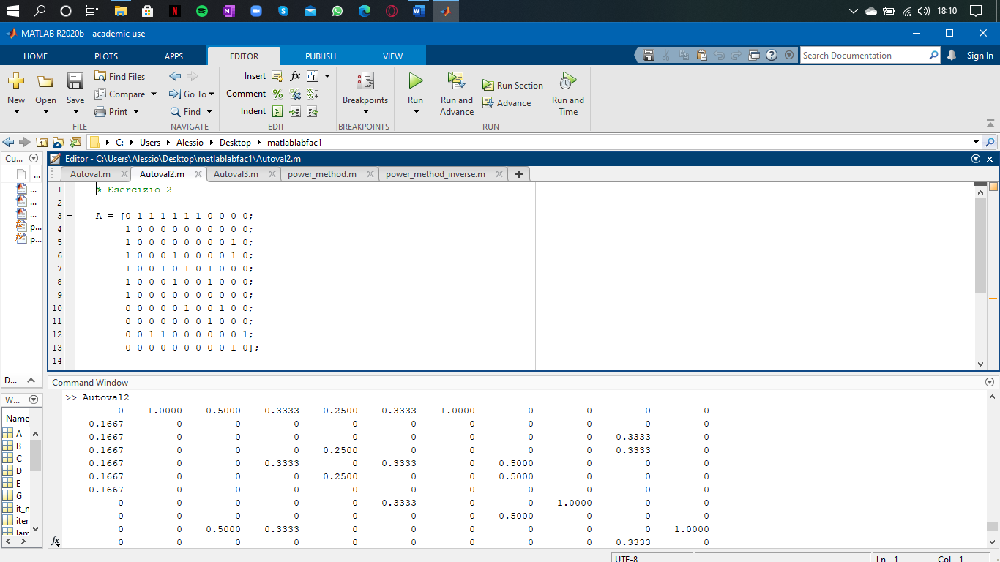 18:10
MATLAB R2020b - academic use
HOME PLOTS APPS EDITOR PUBLISH VIEW Search Documentation Sign In
New Open Save Find Files Compare Print
Go To Find
Insert fx
Comment
Indent
Breakpoints
Run Run and Advance Run Section Advance Run and Time
FILE NAVIGATE EDIT BREAKPOINTS RUN
C: Users Alessio Desktop matlablabfac1
Cu... Editor - C:\Users\Alessio\Desktop\matlablabfac1\Autoval2.m
Autoval.m Autoval2.m Autoval3.m power_method.m power_method_inverse.m +
...
...
...
...
p...
p...
1 % Esercizio 2
2
3 A = [0 1 1 1 1 1 1 0 0 0 0;
4 1 0 0 0 0 0 0 0 0 0 0;
5 1 0 0 0 0 0 0 0 0 1 0;
6 1 0 0 0 1 0 0 0 0 1 0;
7 1 0 0 1 0 1 0 1 0 0 0;
8 1 0 0 0 1 0 0 1 0 0 0;
9 1 0 0 0 0 0 0 0 0 0 0;
10 0 0 0 0 0 1 0 0 1 0 0;
11 0 0 0 0 0 0 0 1 0 0 0;
12 0 0 1 1 0 0 0 0 0 0 1;
13 0 0 0 0 0 0 0 0 0 1 0];
14
D...
W...
Name
A
B
C
D
E
G
it_n
iter
lam
Command Window
>> Autoval2
0 1.0000 0.5000 0.3333 0.2500 0.3333 1.0000 0 0 0 0
0.1667 0 0 0 0 0 0 0 0 0 0
0.1667 0 0 0 0 0 0 0 0 0.3333 0
0.1667 0 0 0 0.2500 0 0 0 0 0.3333 0
0.1667 0 0 0.3333 0 0.3333 0 0.5000 0 0 0
0.1667 0 0 0 0.2500 0 0 0.5000 0 0 0
0.1667 0 0 0 0 0 0 0 0 0 0
0 0 0 0 0 0.3333 0 0 1.0000 0 0
0 0 0 0 0 0 0 0.5000 0 0 0
0 0 0.5000 0.3333 0 0 0 0 0 0 1.0000
0 0 0 0 0 0 0 0 0 0.3333 0
fx
UTF-8 Ln 1 Col 1